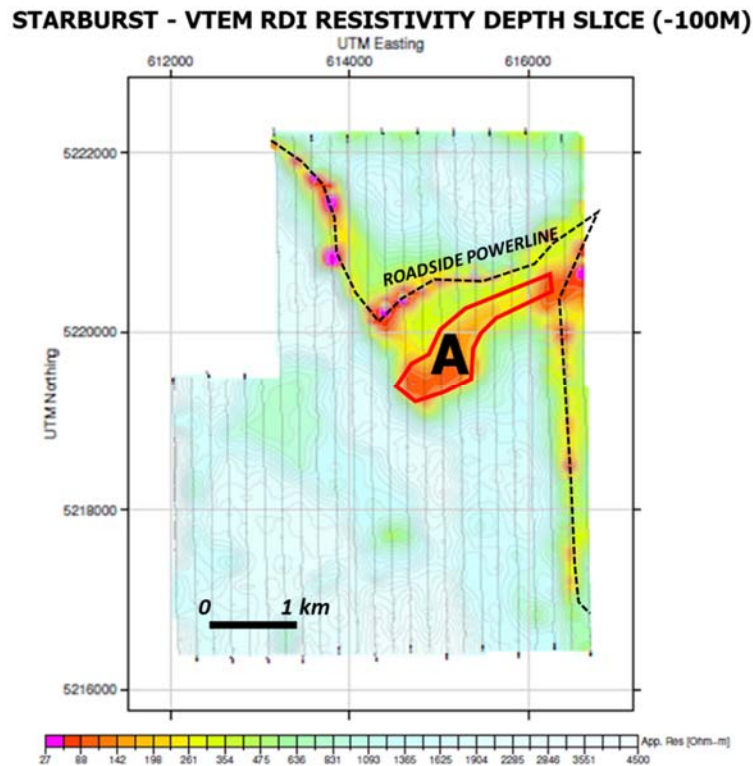 STARBURST - VTEM RDI RESISTIVITY DEPTH SLICE (-100M)
UTM Easting
612000 614000 616000
5222000
ROADSIDE POWERLINE
5220000
A
UTM Northing
5218000
0 1 km
5216000
App. Res [Ohm-m]
27 88 142 198 261 354 475 636 831 1093 1365 1625 1904 2285 2846 3551 4500